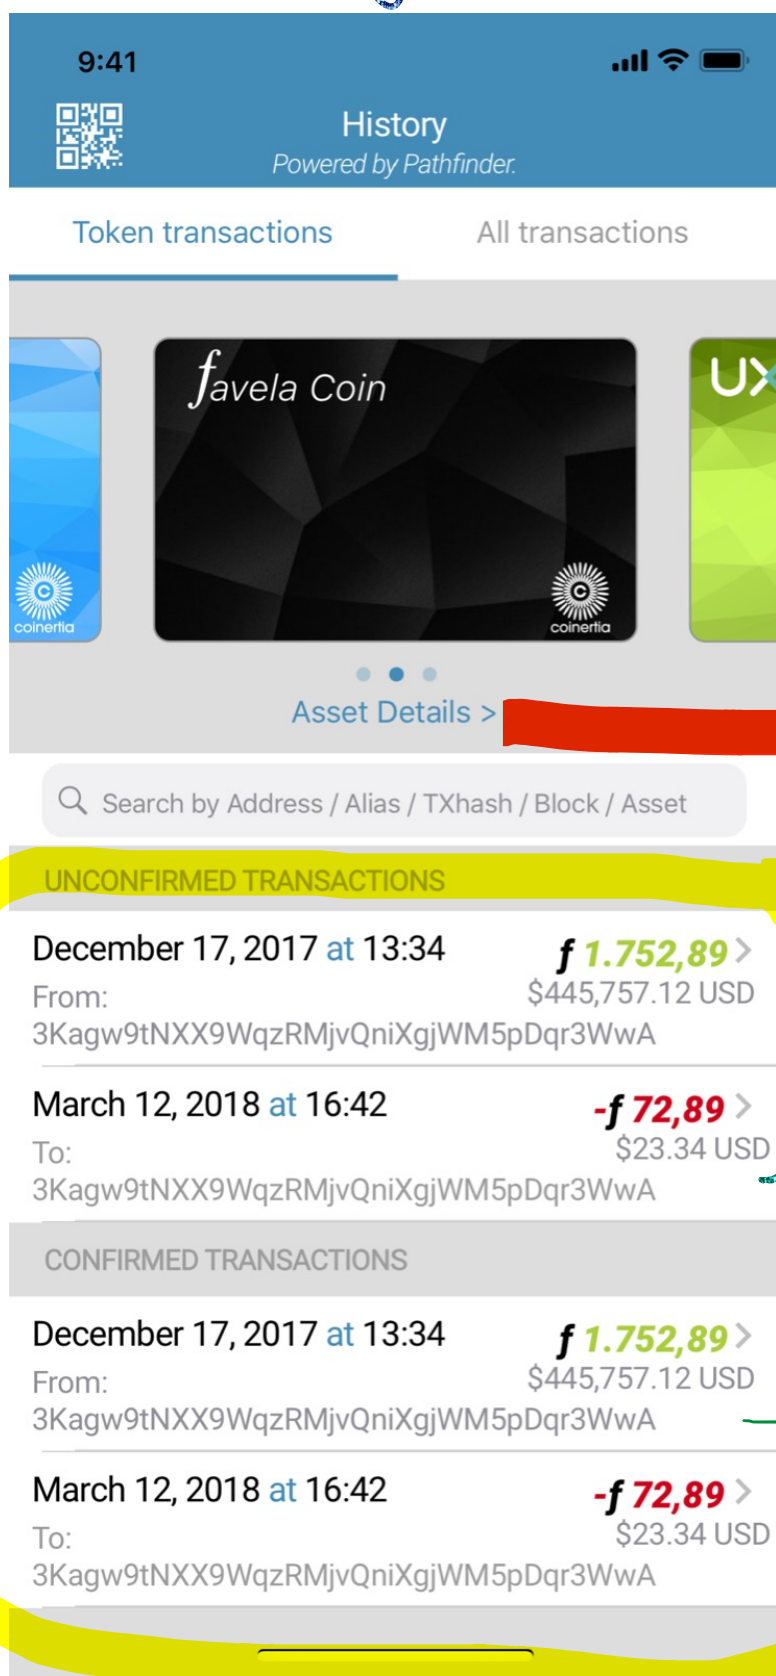 9:41
History
Powered by Pathfinder.
Token transactions
All transactions
favela Coin
UX
coinertia
coinertia
Asset Details >
Search by Address / Alias / TXhash / Block / Asset
UNCONFIRMED TRANSACTIONS
December 17, 2017 at 13:34
ƒ 1.752,89 >
From:
$445,757.12 USD
3Kagw9tNXX9WqzRMjvQniXgjWM5pDqr3WwA
March 12, 2018 at 16:42
-ƒ 72,89 >
To:
$23.34 USD
3Kagw9tNXX9WqzRMjvQniXgjWM5pDqr3WwA
CONFIRMED TRANSACTIONS
December 17, 2017 at 13:34
ƒ 1.752,89 >
From:
$445,757.12 USD
3Kagw9tNXX9WqzRMjvQniXgjWM5pDqr3WwA
March 12, 2018 at 16:42
-ƒ 72,89 >
To:
$23.34 USD
3Kagw9tNXX9WqzRMjvQniXgjWM5pDqr3WwA